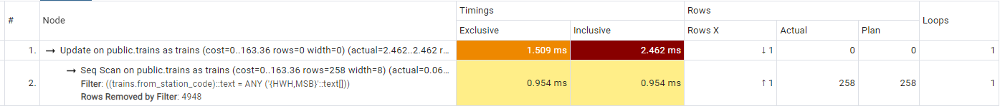 # Node Timings Rows Loops
Exclusive Inclusive Rows X Actual Plan
1. → Update on public.trains as trains (cost=0..163.36 rows=0 width=0) (actual=2.462..2.462 r... 1.509 ms 2.462 ms ↓ 1 0 0 1
→ Seq Scan on public.trains as trains (cost=0..163.36 rows=258 width=8) (actual=0.06...
2. Filter: ((trains.from_station_code)::text = ANY ('{HWH,MSB}'::text[])) 0.954 ms 0.954 ms ↑ 1 258 258 1
Rows Removed by Filter: 4948